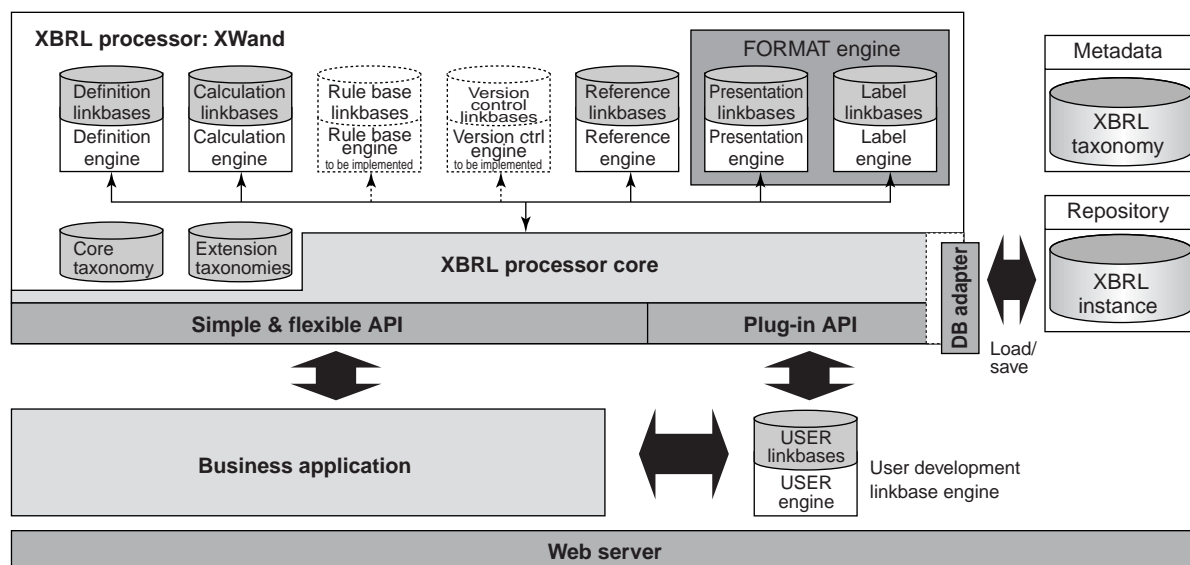 XBRL processor: XWand
FORMAT engine
Definition
linkbases
Definition
engine
Calculation
linkbases
Calculation
engine
Rule base
linkbases
Rule base
engine
to be implemented
Version
control
linkbases
Version ctrl
engine
to be implemented
Reference
linkbases
Reference
engine
Presentation
linkbases
Presentation
engine
Label
linkbases
Label
engine
Metadata
XBRL
taxonomy
Repository
XBRL
instance
Core
taxonomy
Extension
taxonomies
XBRL processor core
DB adapter
Load/
save
Simple & flexible API
Plug-in API
Business application
USER
linkbases
USER
engine
User development
linkbase engine
Web server